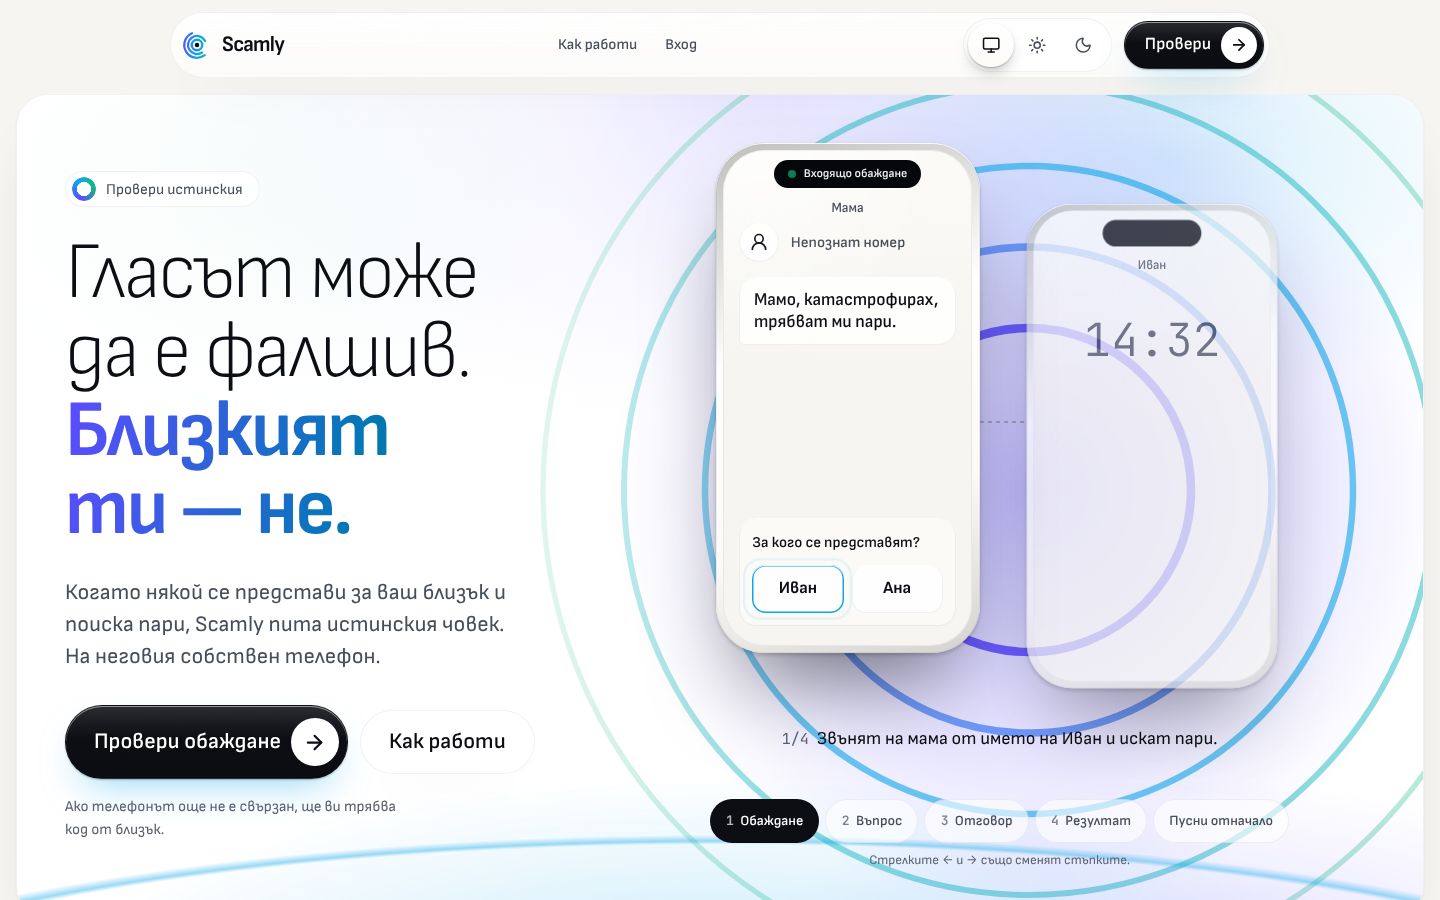 Scamly
Как работи
Вход
Провери
Провери истинския
Гласът може
да е фалшив.
Близкият
ти — не.
Когато някой се представи за ваш близък и
поиска пари, Scamly пита истинския човек.
На неговия собствен телефон.
Провери обаждане
Как работи
Ако телефонът още не е свързан, ще ви трябва
код от близък.
Входящо обаждане
Мама
Непознат номер
Мамо, катастрофирах,
трябват ми пари.
За кого се представят?
Иван
Ана
Иван
14:32
1/4 Звънят на мама от името на Иван и искат пари.
1 Обаждане
2 Въпрос
3 Отговор
4 Резултат
Пусни отначало
Стрелките ← и → също сменят стъпките.